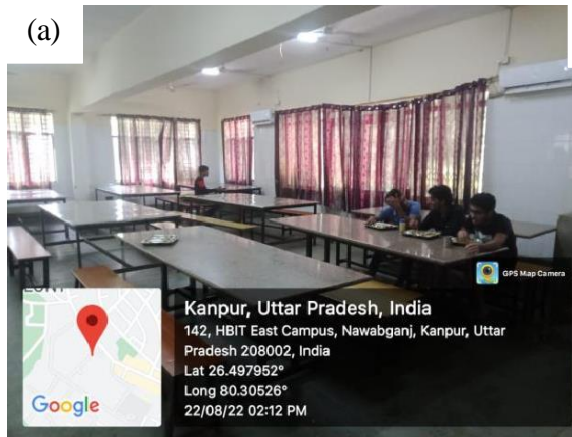 (a)
GPS Map Camera
Kanpur, Uttar Pradesh, India
142, HBIT East Campus, Nawabganj, Kanpur, Uttar
Pradesh 208002, India
Lat 26.497952°
Long 80.30526°
22/08/22 02:12 PM
Google